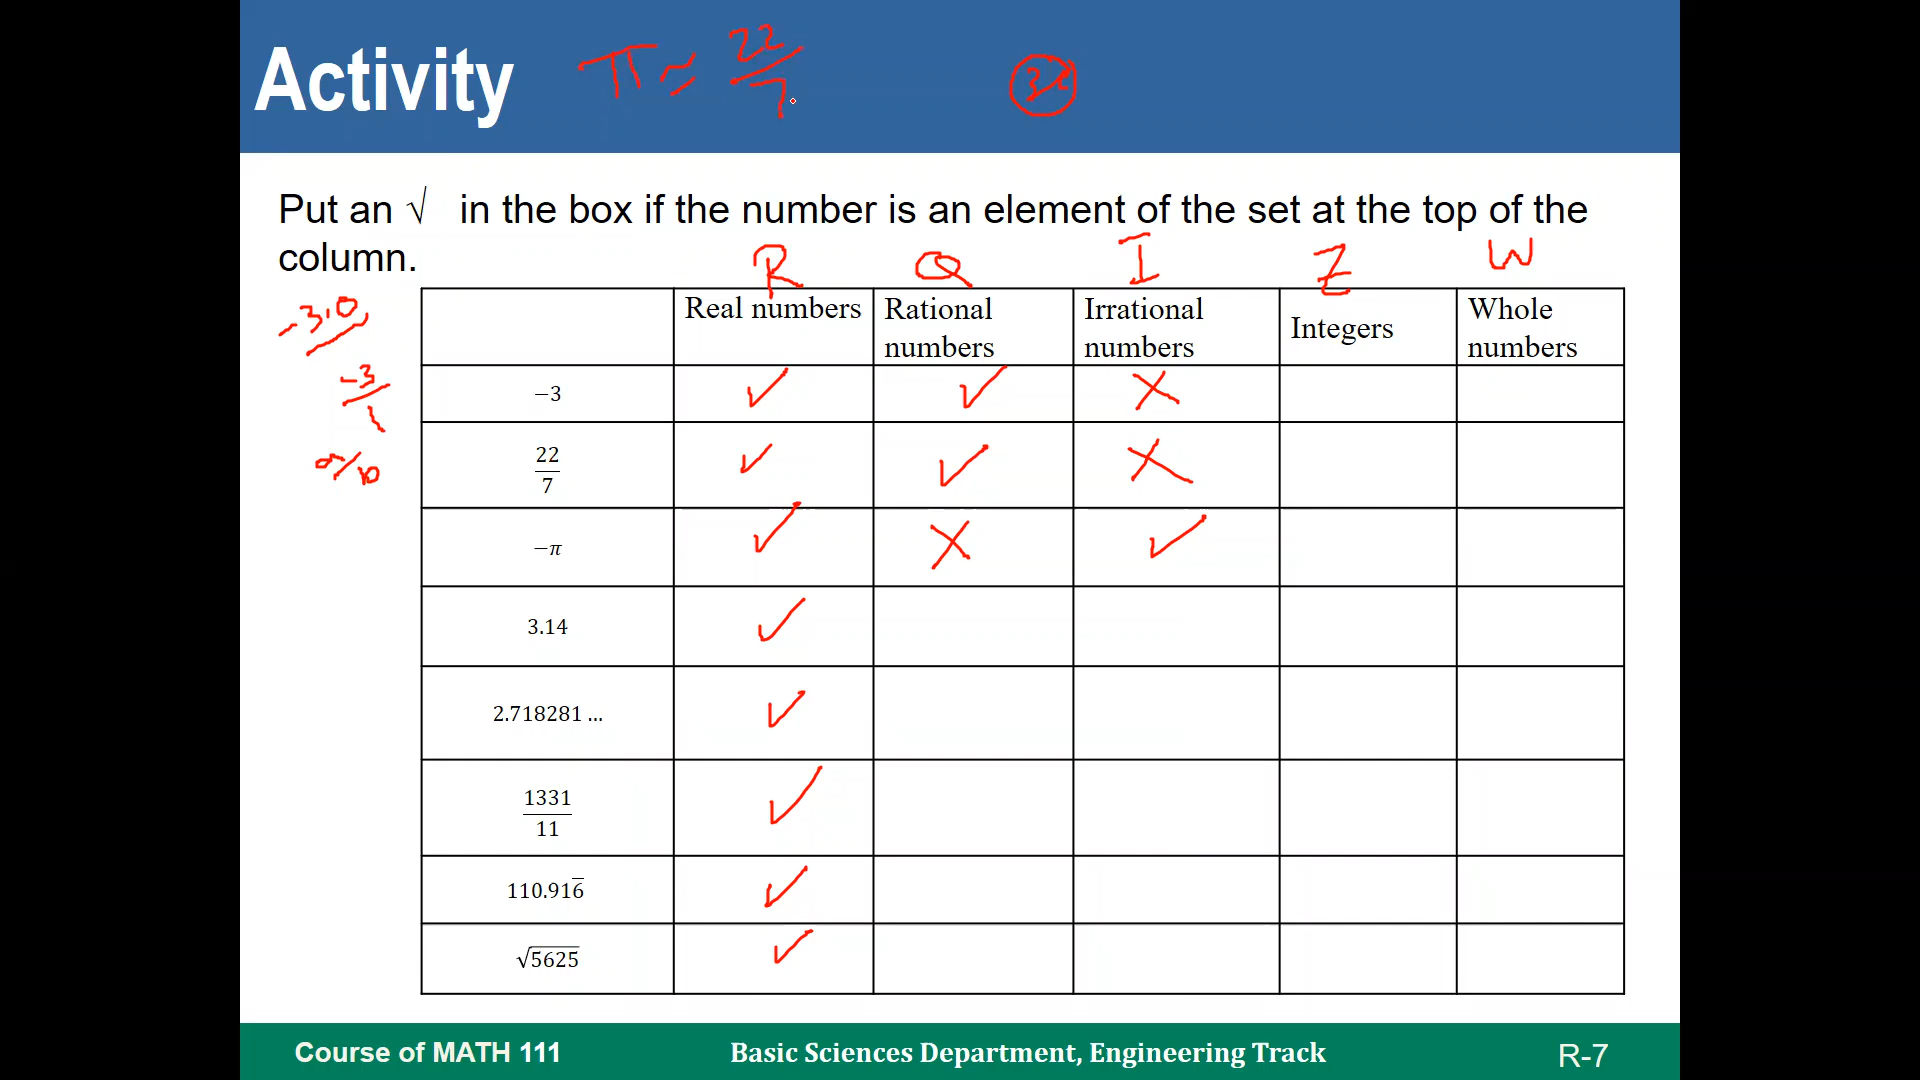 Activity π ≈ 22/7
Put an √ in the box if the number is an element of the set at the top of the
column.
R Q I Z W
-3.0
-3/1
a/b
Real numbers Rational numbers Irrational numbers Integers Whole numbers
−3 ✓ ✓ ✗
22/7 ✓ ✓ ✗
−π ✓ ✗ ✓
3.14 ✓
2.718281 ... ✓
1331/11 ✓
110.916̅ ✓
√5625 ✓
Course of MATH 111 Basic Sciences Department, Engineering Track R-7